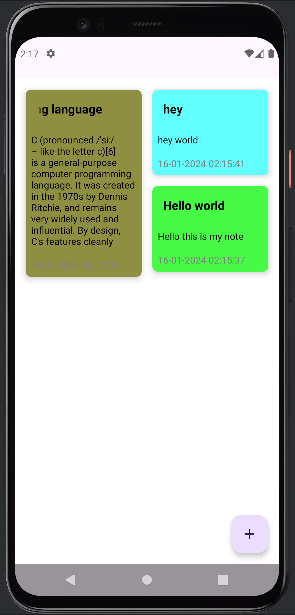 2:17
ng language
C (pronounced /ˈsiː/
– like the letter c)[6]
is a general-purpose
computer programming
language. It was created
in the 1970s by Dennis
Ritchie, and remains
very widely used and
influential. By design,
C's features cleanly
hey
hey world
16-01-2024 02:15:41
Hello world
Hello this is my note
16-01-2024 02:15:37
+